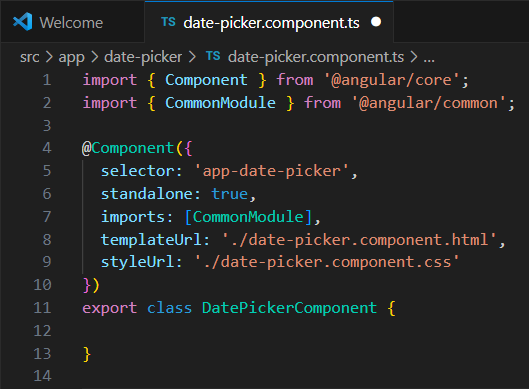 Welcome
TS date-picker.component.ts
src > app > date-picker > TS date-picker.component.ts > ...
1 import { Component } from '@angular/core';
2 import { CommonModule } from '@angular/common';
3
4 @Component({
5 selector: 'app-date-picker',
6 standalone: true,
7 imports: [CommonModule],
8 templateUrl: './date-picker.component.html',
9 styleUrl: './date-picker.component.css'
10 })
11 export class DatePickerComponent {
12
13 }
14